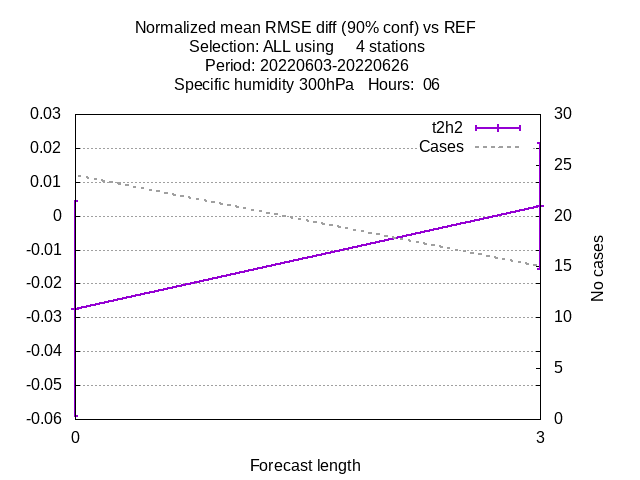 Normalized mean RMSE diff (90% conf) vs REF
Selection: ALL using     4 stations
Period: 20220603-20220626
Specific humidity 300hPa   Hours:  06
t2h2
Cases
0.03
0.02
0.01
0
-0.01
-0.02
-0.03
-0.04
-0.05
-0.06
30
25
20
15
10
5
0
No cases
0
3
Forecast length